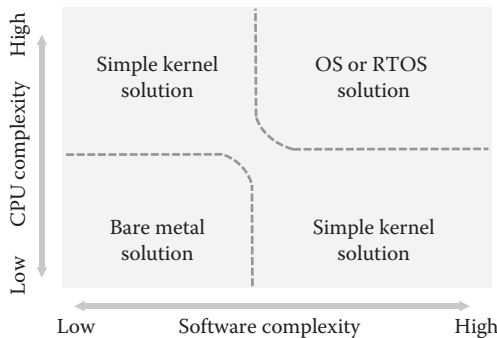 High
CPU complexity
Low
Simple kernel
solution
OS or RTOS
solution
Bare metal
solution
Simple kernel
solution
Low
Software complexity
High